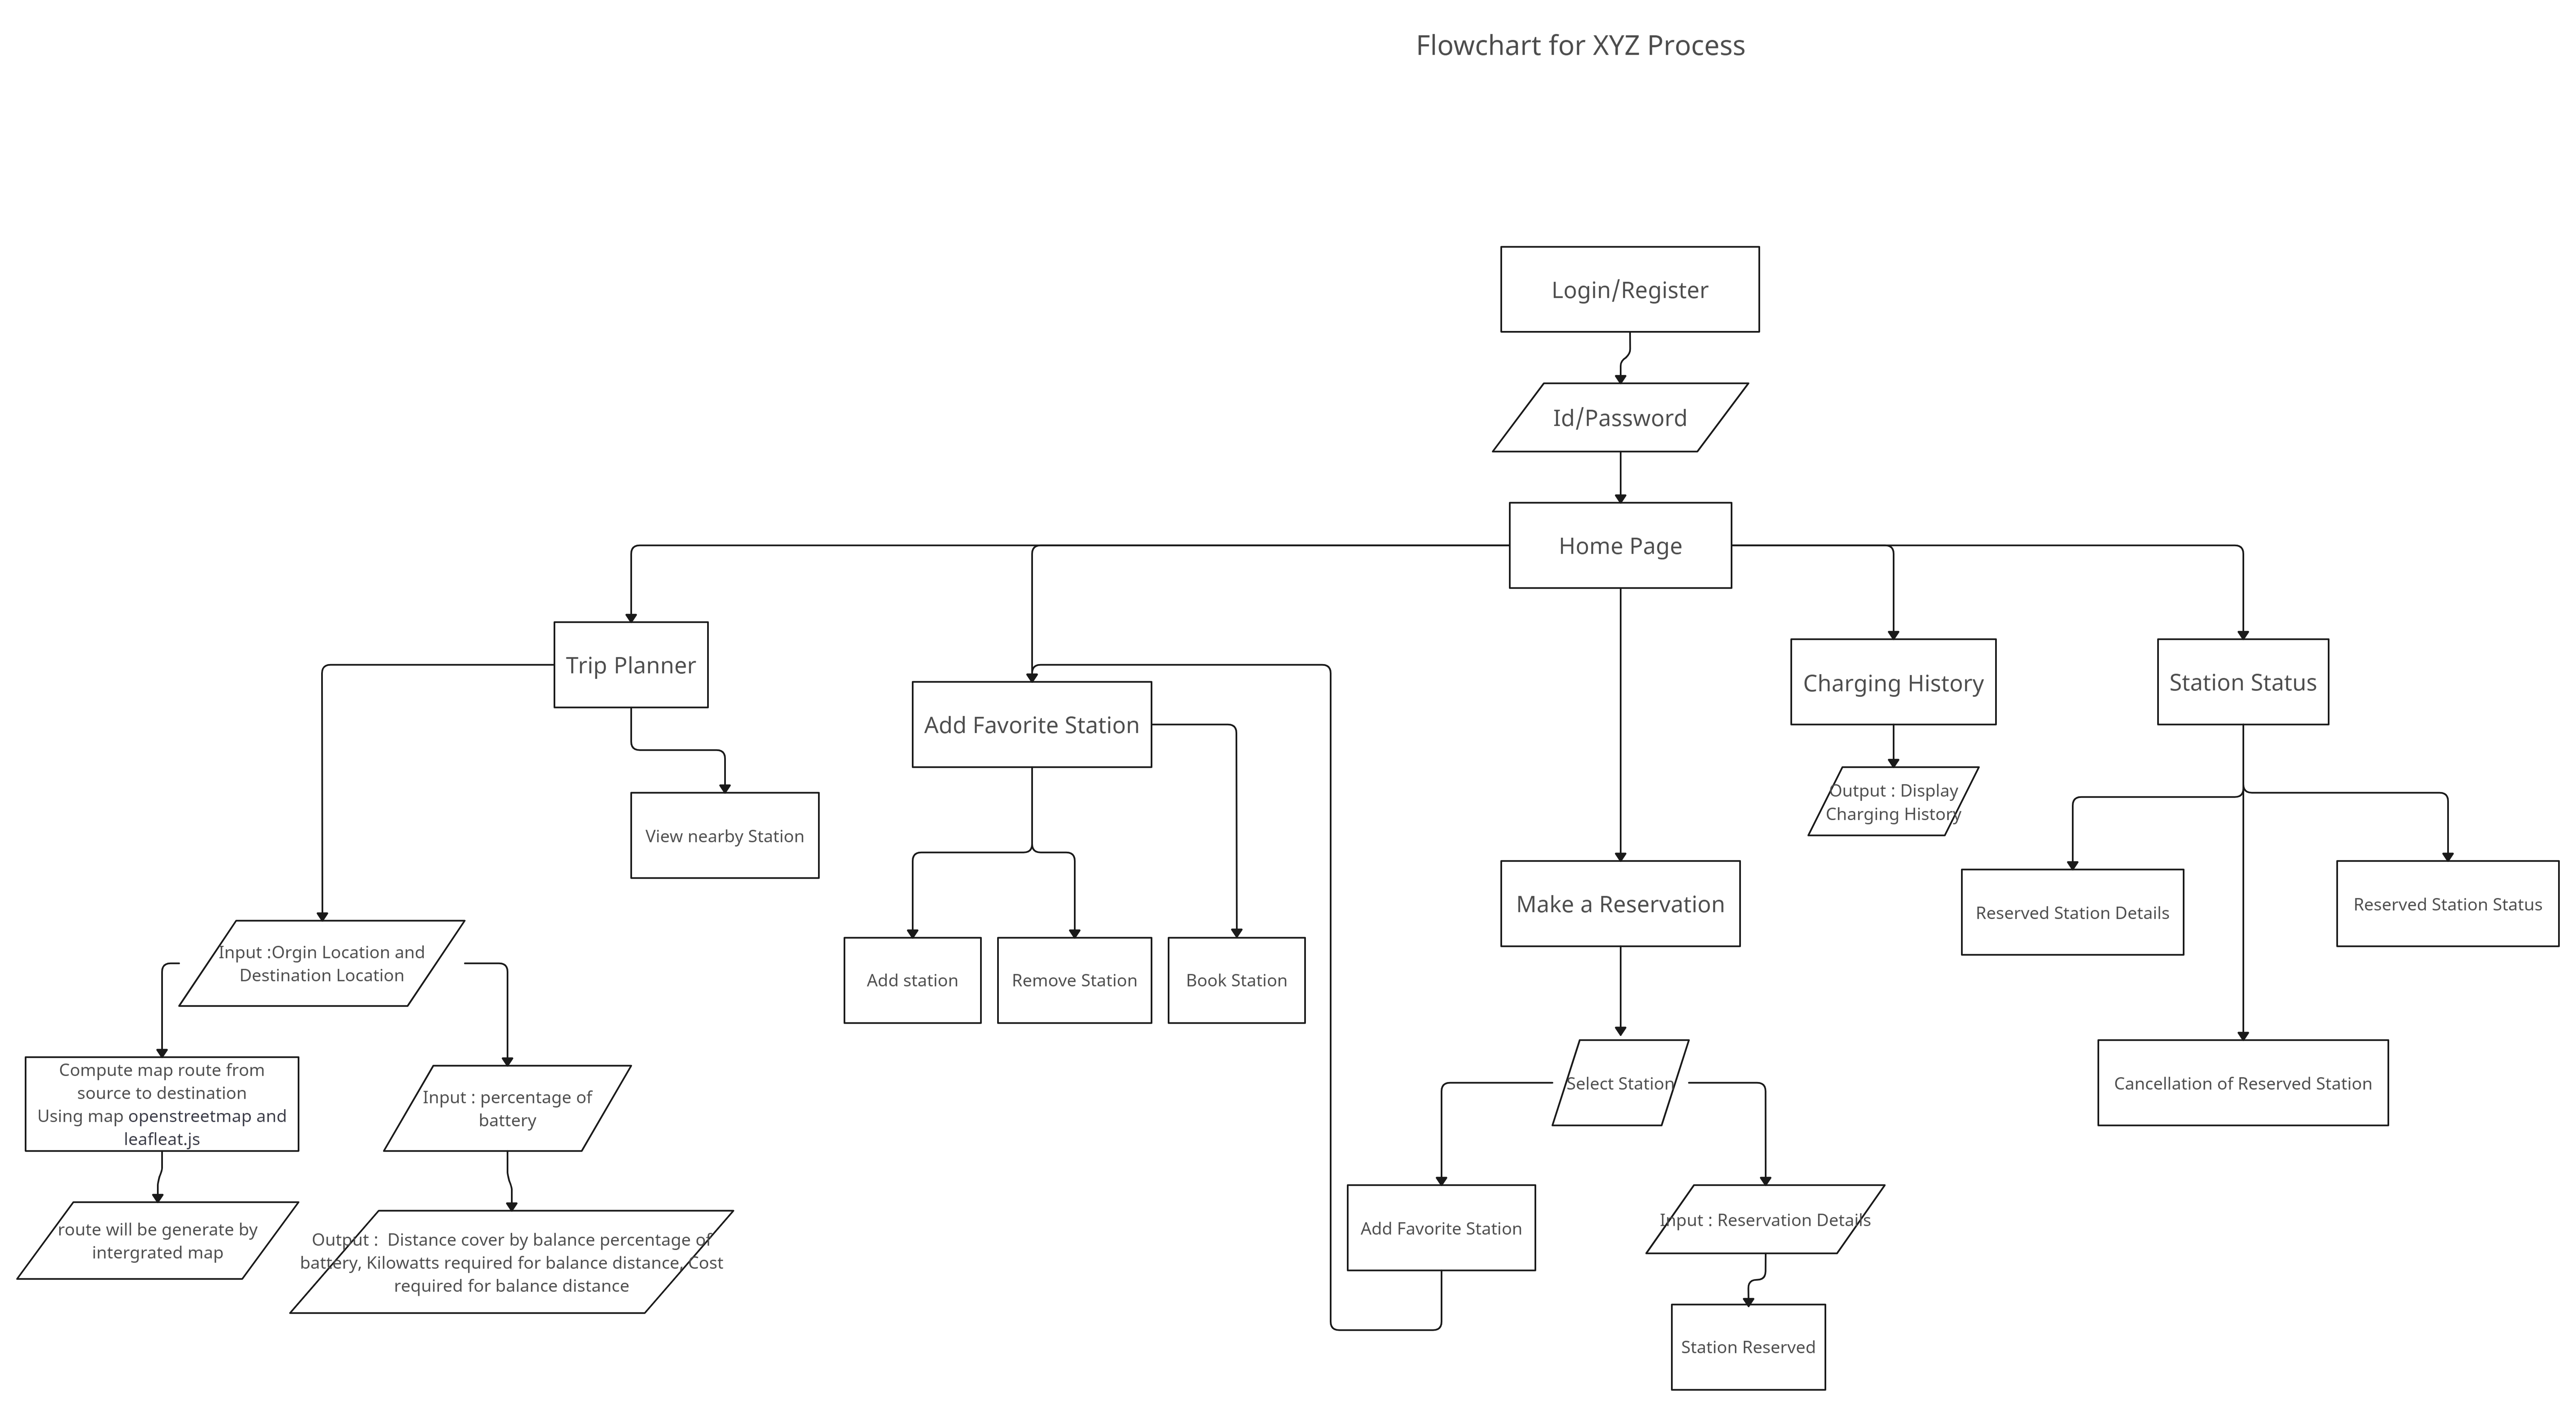 Flowchart for XYZ Process
Login/Register
Id/Password
Home Page
Trip Planner
Add Favorite Station
Charging History
Station Status
Output : Display
Charging History
View nearby Station
Make a Reservation
Reserved Station Details
Reserved Station Status
Input :Orgin Location and
Destination Location
Add station
Remove Station
Book Station
Select Station
Cancellation of Reserved Station
Compute map route from
source to destination
Using map openstreetmap and
leafleat.js
Input : percentage of
battery
route will be generate by
intergrated map
Output :  Distance cover by balance percentage of
battery, Kilowatts required for balance distance, Cost
required for balance distance
Add Favorite Station
Input : Reservation Details
Station Reserved